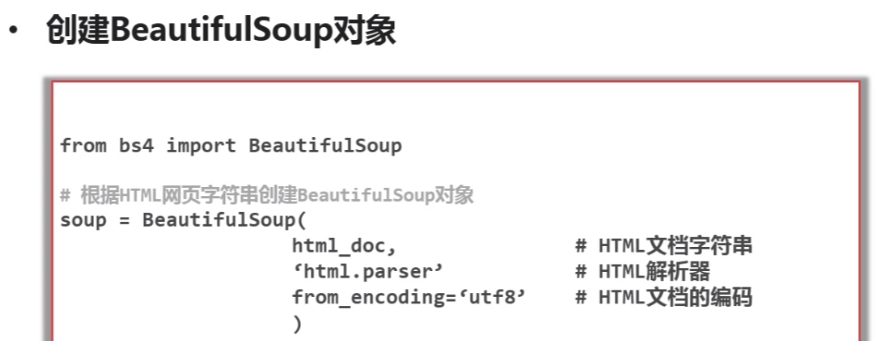 • 创建BeautifulSoup对象
from bs4 import BeautifulSoup
# 根据HTML网页字符串创建BeautifulSoup对象
soup = BeautifulSoup(
html_doc, # HTML文档字符串
‘html.parser’ # HTML解析器
from_encoding=‘utf8’ # HTML文档的编码
)